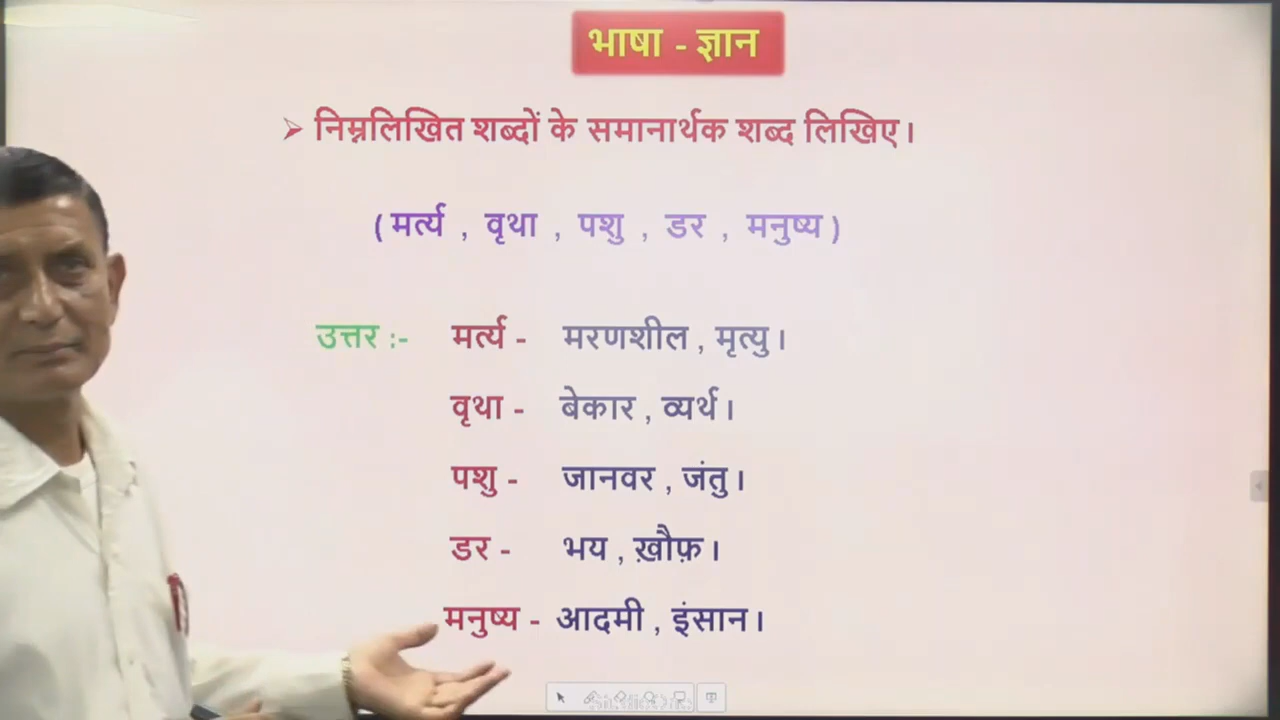 भाषा - ज्ञान
➢ निम्नलिखित शब्दों के समानार्थक शब्द लिखिए।
( मर्त्य , वृथा , पशु , डर , मनुष्य )
उत्तर :- मर्त्य - मरणशील , मृत्यु।
वृथा - बेकार , व्यर्थ।
पशु - जानवर , जंतु।
डर - भय , ख़ौफ़।
मनुष्य - आदमी , इंसान।